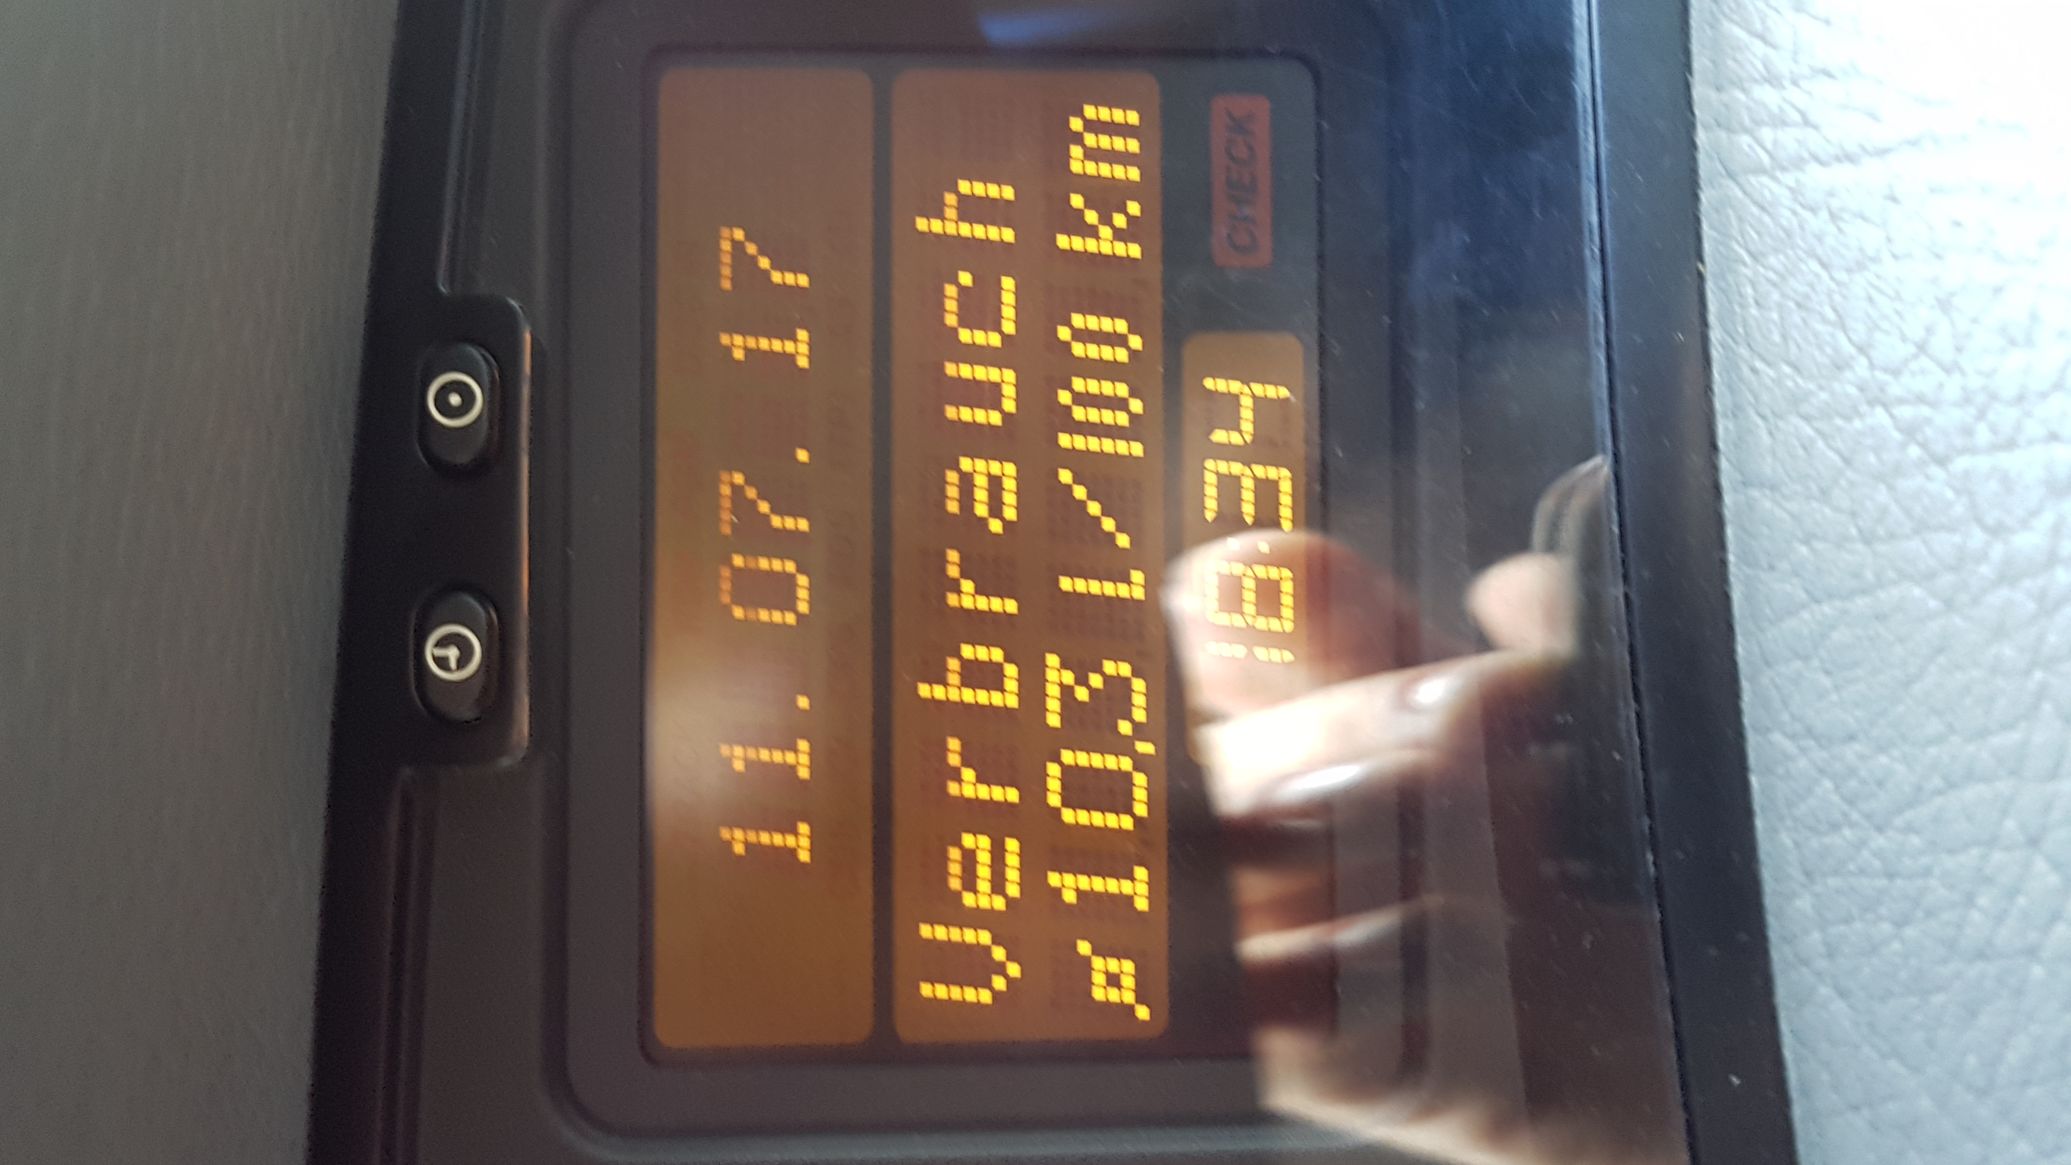 11.07.17
Verbrauch
ø10,3 l/100 km
18:34
CHECK